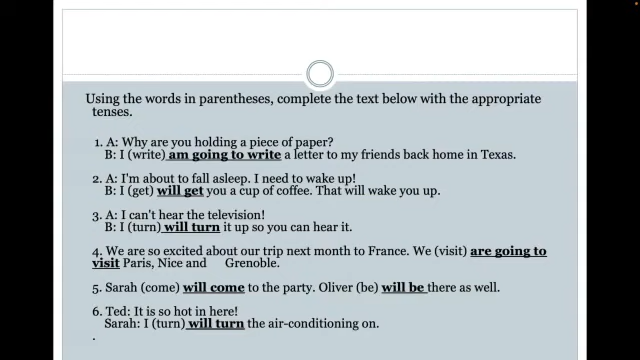 Using the words in parentheses, complete the text below with the appropriate
tenses.
1. A: Why are you holding a piece of paper?
B: I (write) am going to write a letter to my friends back home in Texas.
2. A: I'm about to fall asleep. I need to wake up!
B: I (get) will get you a cup of coffee. That will wake you up.
3. A: I can't hear the television!
B: I (turn) will turn it up so you can hear it.
4. We are so excited about our trip next month to France. We (visit) are going to
visit Paris, Nice and Grenoble.
5. Sarah (come) will come to the party. Oliver (be) will be there as well.
6. Ted: It is so hot in here!
Sarah: I (turn) will turn the air-conditioning on.
.